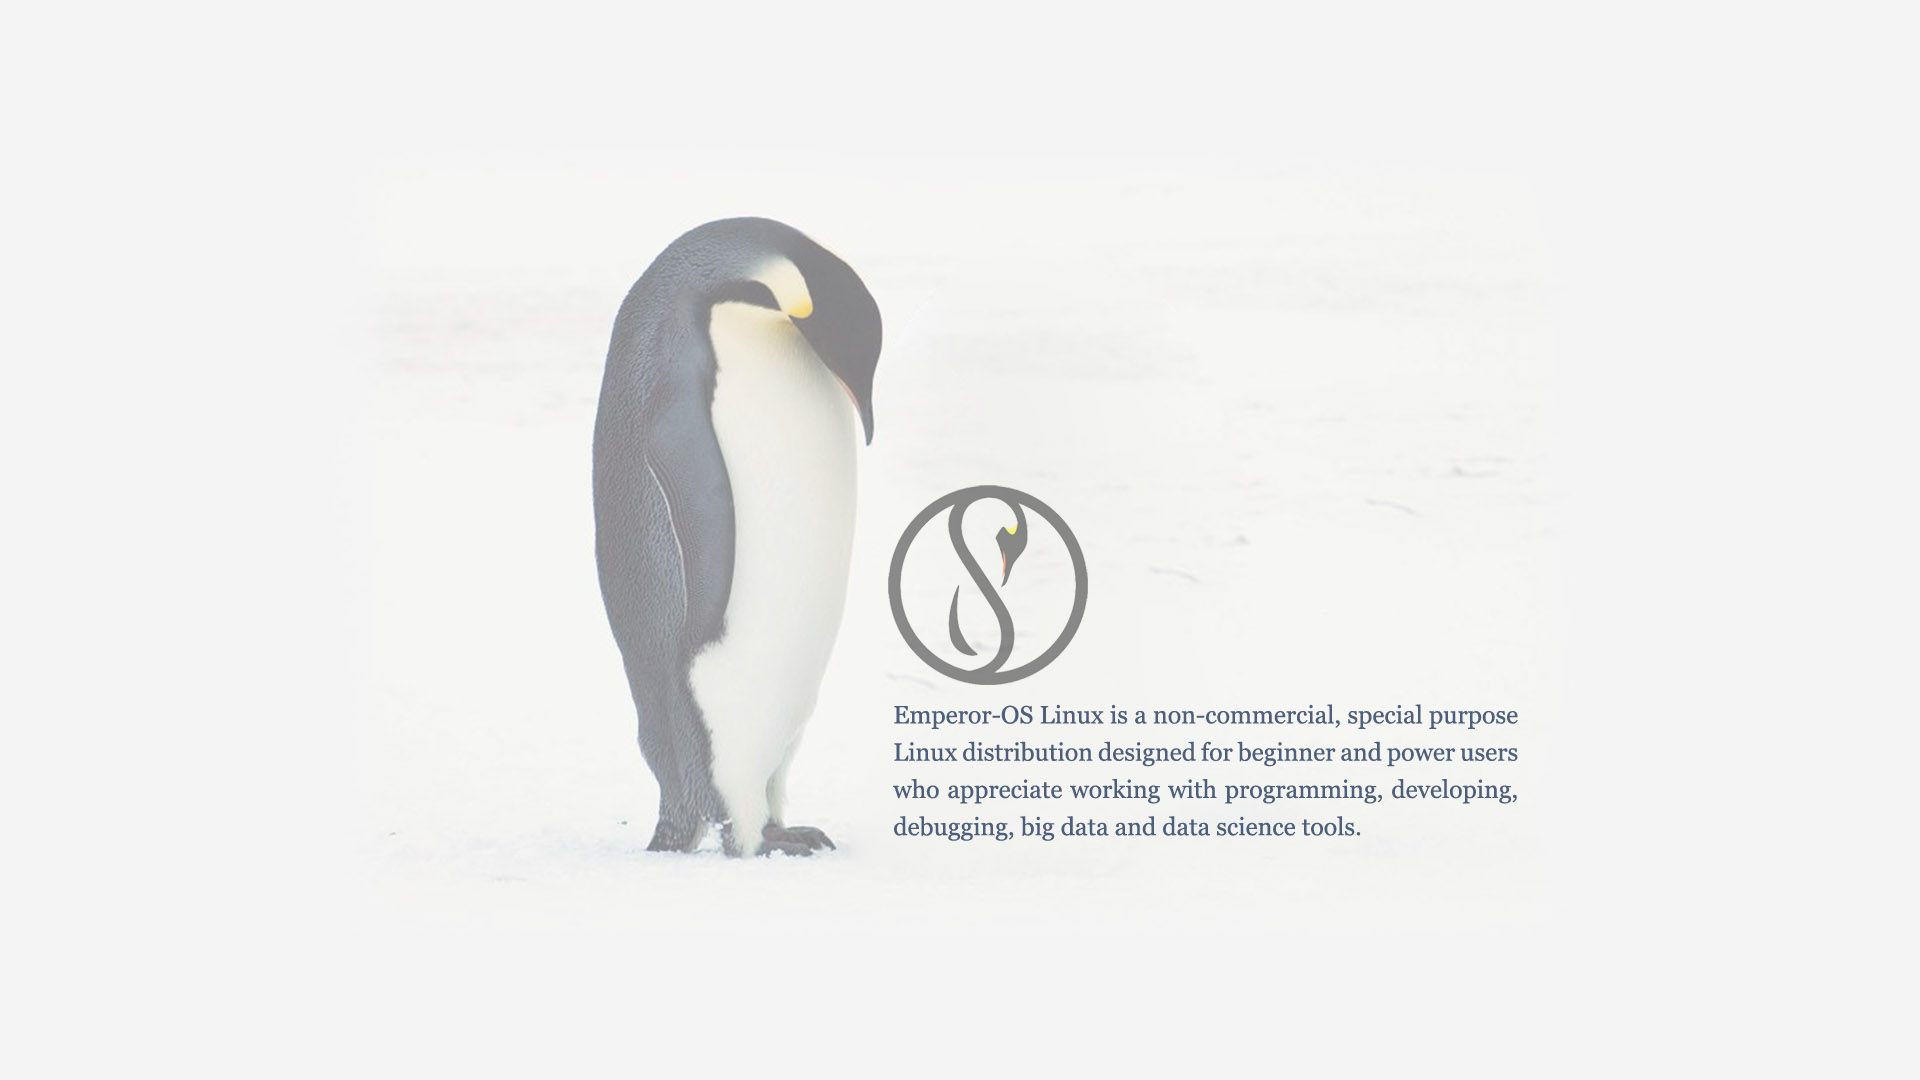 Emperor-OS Linux is a non-commercial, special purpose
Linux distribution designed for beginner and power users
who appreciate working with programming, developing,
debugging, big data and data science tools.